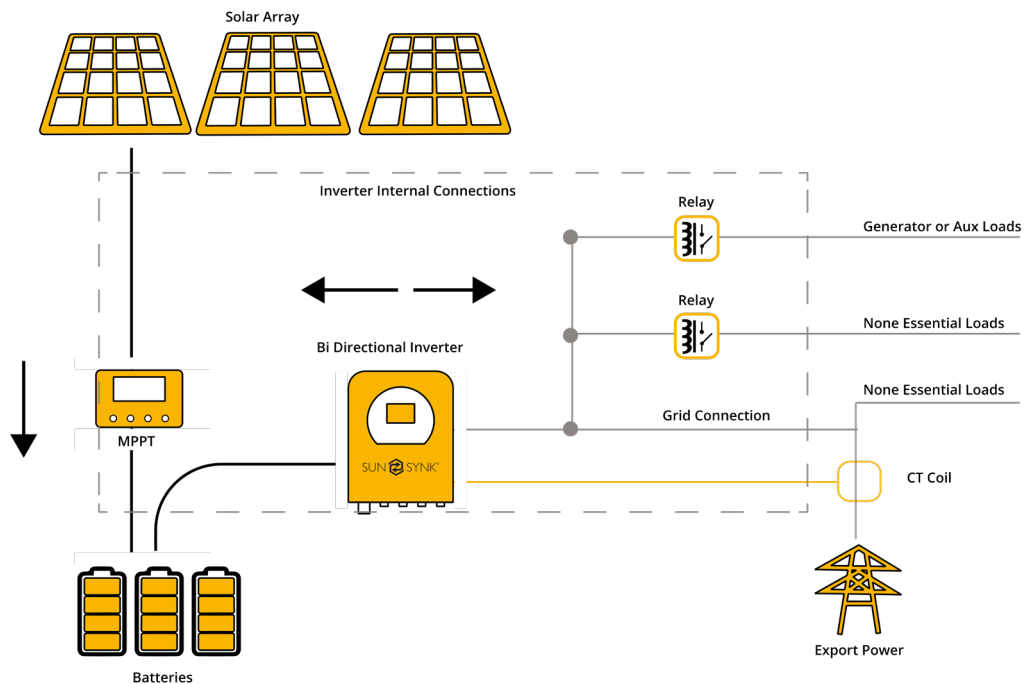 Solar Array
Inverter Internal Connections
Relay
Generator or Aux Loads
Relay
None Essential Loads
Bi Directional Inverter
None Essential Loads
Grid Connection
MPPT
SUN SYNK
CT Coil
Export Power
Batteries